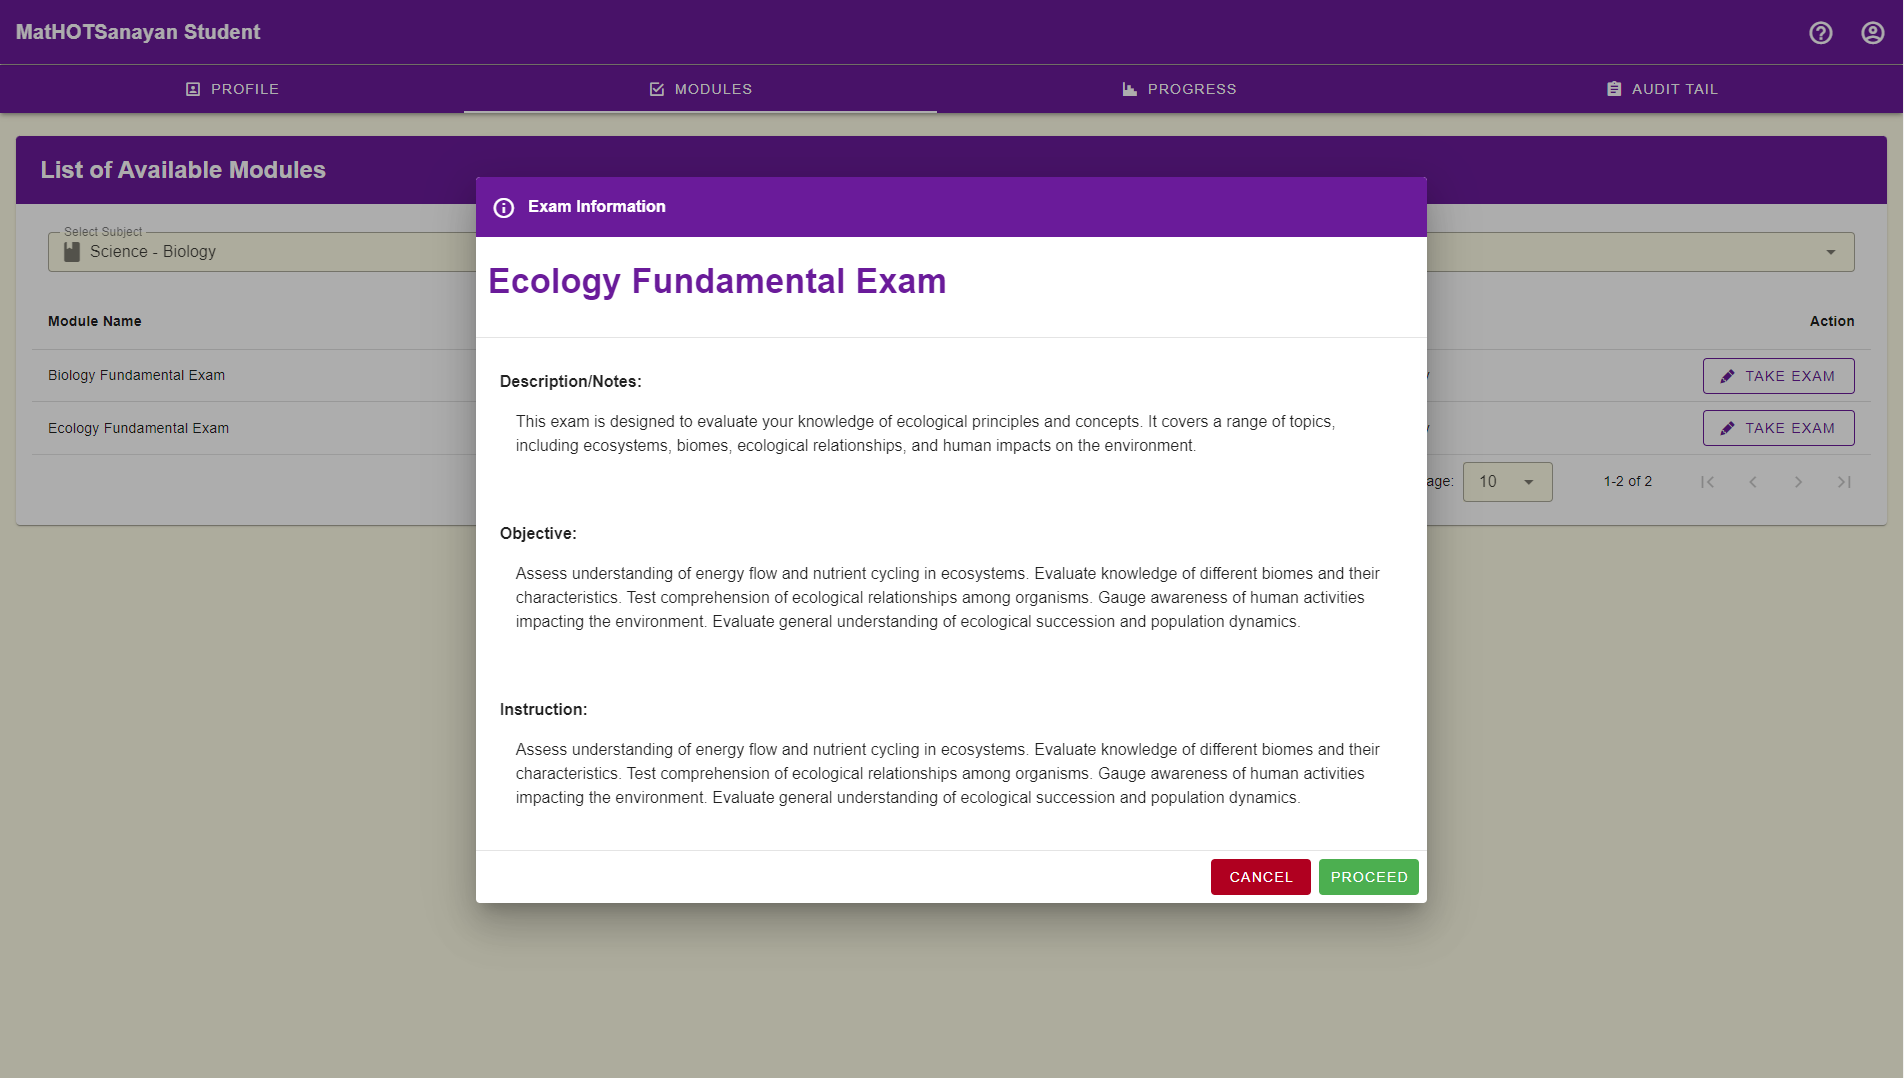 MatHOTSanayan Student
PROFILE
MODULES
PROGRESS
AUDIT TAIL
List of Available Modules
Select Subject
Science - Biology
Module Name
Action
Biology Fundamental Exam
TAKE EXAM
Ecology Fundamental Exam
TAKE EXAM
10
1-2 of 2
Exam Information
Ecology Fundamental Exam
Description/Notes:
This exam is designed to evaluate your knowledge of ecological principles and concepts. It covers a range of topics,
including ecosystems, biomes, ecological relationships, and human impacts on the environment.
Objective:
Assess understanding of energy flow and nutrient cycling in ecosystems. Evaluate knowledge of different biomes and their
characteristics. Test comprehension of ecological relationships among organisms. Gauge awareness of human activities
impacting the environment. Evaluate general understanding of ecological succession and population dynamics.
Instruction:
Assess understanding of energy flow and nutrient cycling in ecosystems. Evaluate knowledge of different biomes and their
characteristics. Test comprehension of ecological relationships among organisms. Gauge awareness of human activities
impacting the environment. Evaluate general understanding of ecological succession and population dynamics.
CANCEL
PROCEED